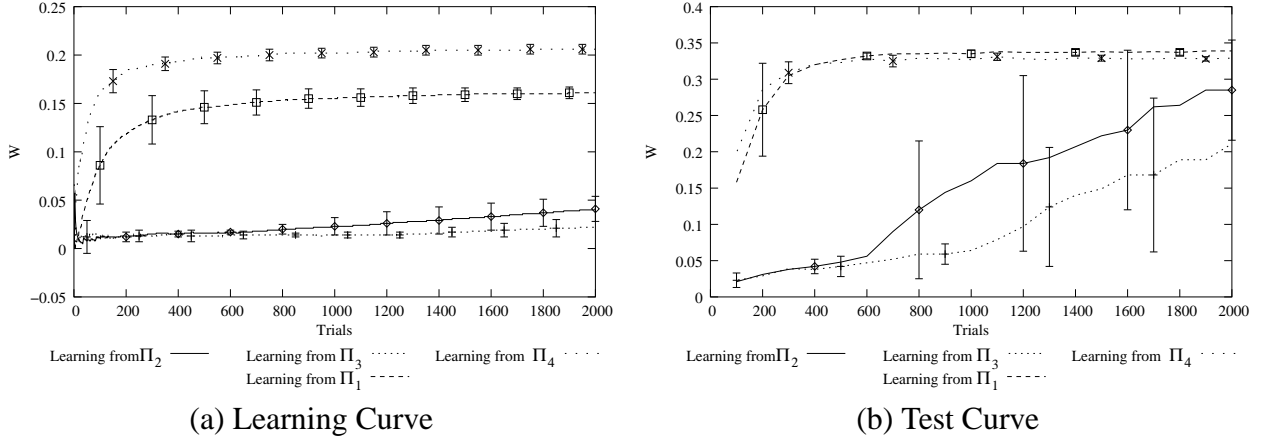 0.25
0.2
0.15
0.1
0.05
0
−0.05
W
0 200 400 600 800 1000 1200 1400 1600 1800 2000
Trials
Learning fromΠ2
Learning from Π3
Learning from Π4
Learning from Π1
(a) Learning Curve
0.4
0.35
0.3
0.25
0.2
0.15
0.1
0.05
0
W
0 200 400 600 800 1000 1200 1400 1600 1800 2000
Trials
Learning fromΠ2
Learning from Π3
Learning from Π4
Learning from Π1
(b) Test Curve